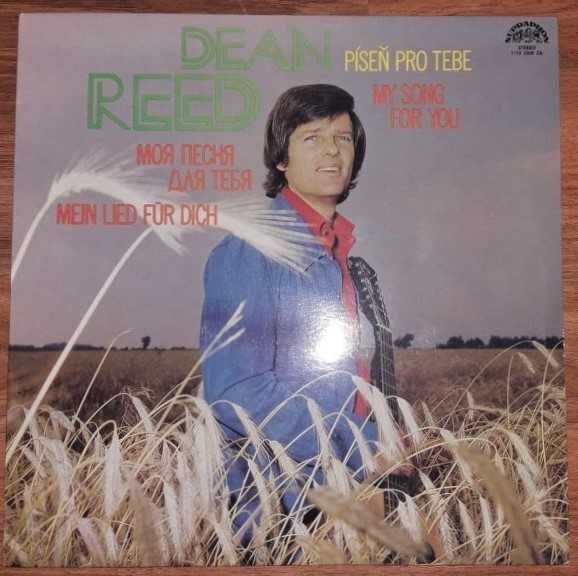 DEAN
REED
PÍSEŇ PRO TEBE
MY SONG
FOR YOU
МОЯ ПЕСНЯ
ДЛЯ ТЕБЯ
MEIN LIED FÜR DICH
SUPRAPHON
STEREO